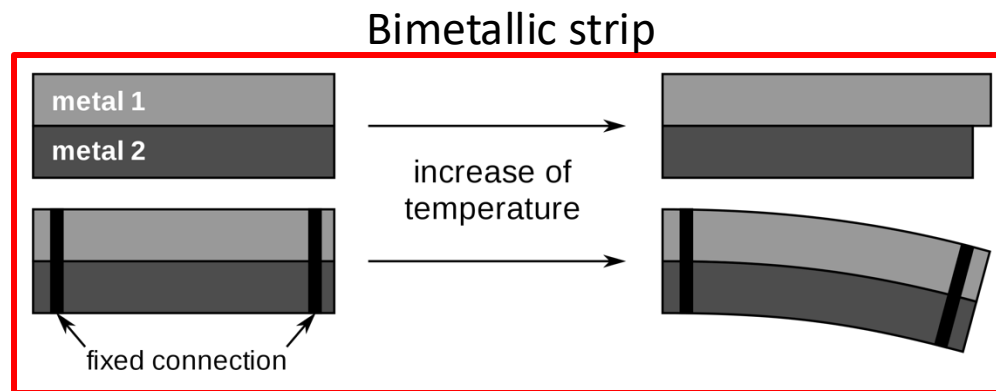 Bimetallic strip
metal 1
metal 2
increase of
temperature
fixed connection